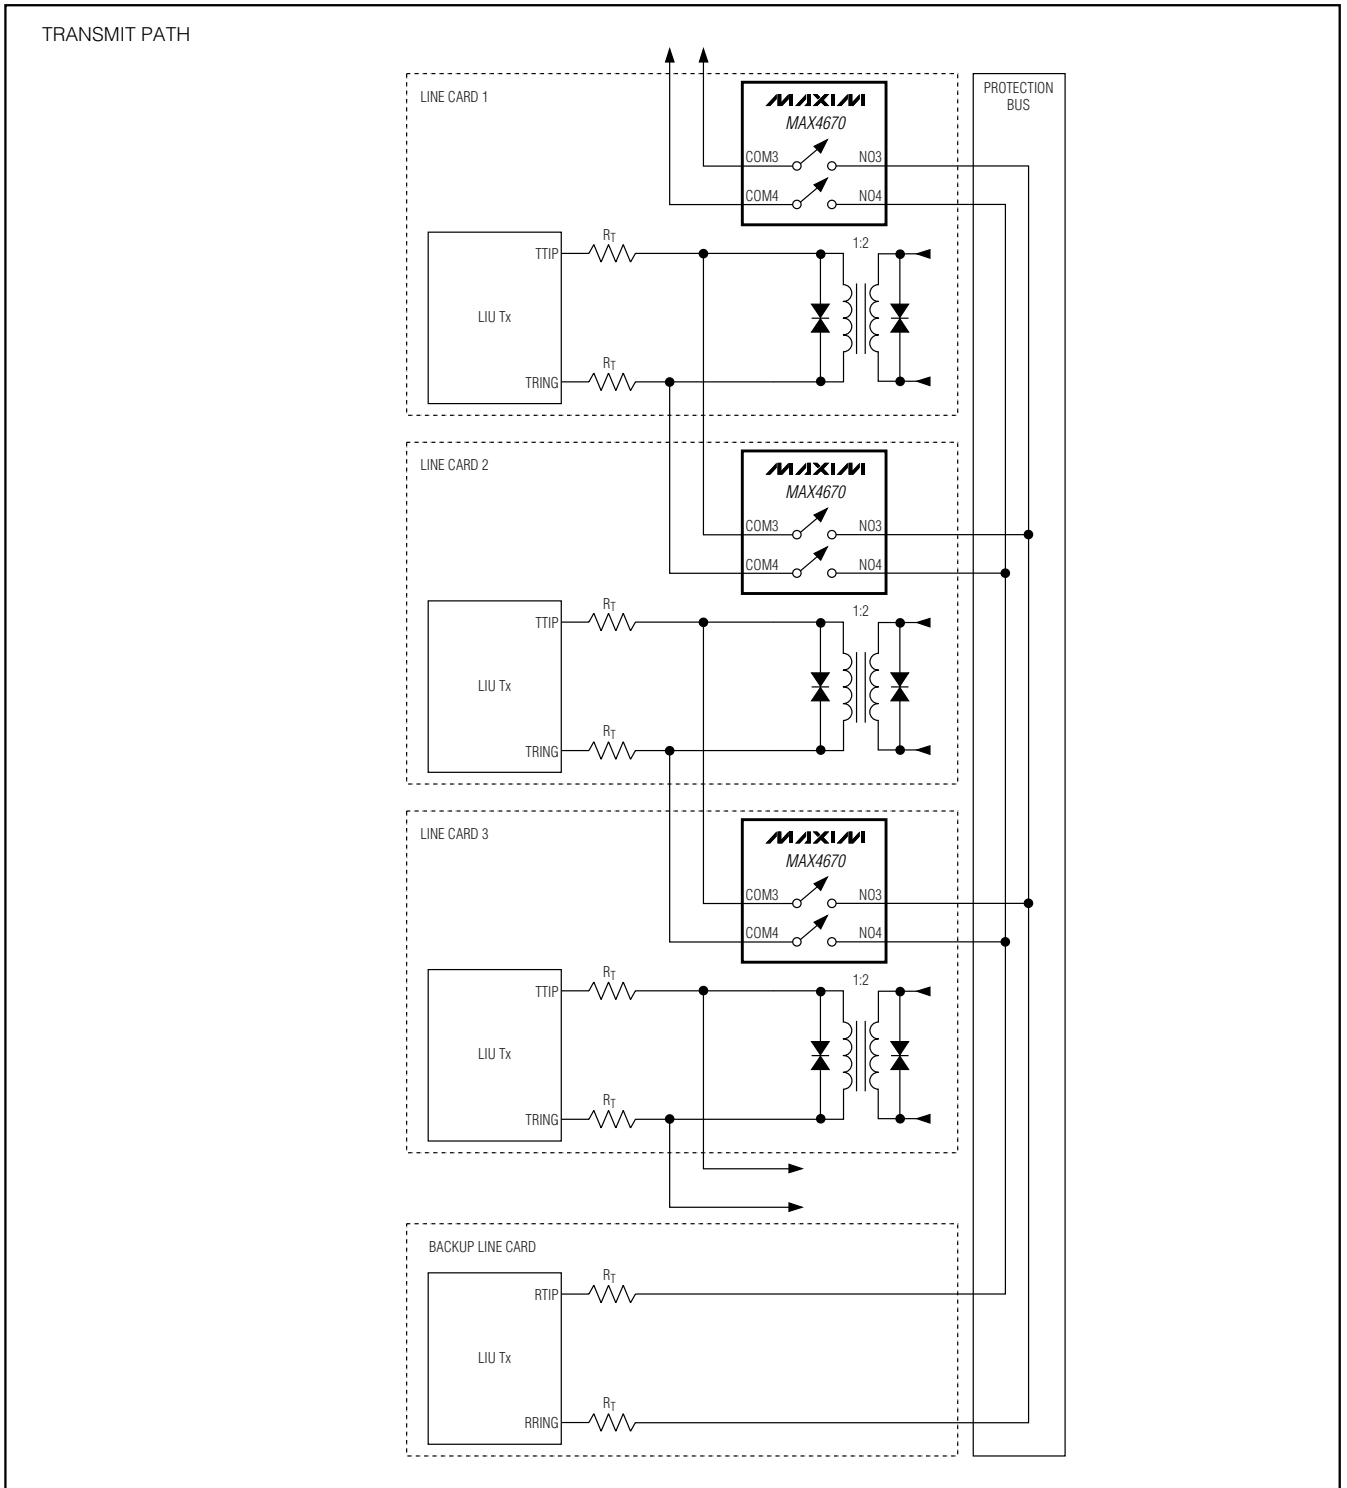 TRANSMIT PATH
LINE CARD 1
MAXIM
MAX4670
COM3
NO3
COM4
NO4
PROTECTION
BUS
RT
1:2
TTIP
LIU Tx
RT
TRING
LINE CARD 2
MAXIM
MAX4670
COM3
NO3
COM4
NO4
RT
1:2
TTIP
LIU Tx
RT
TRING
LINE CARD 3
MAXIM
MAX4670
COM3
NO3
COM4
NO4
RT
1:2
TTIP
LIU Tx
RT
TRING
BACKUP LINE CARD
RT
RTIP
LIU Tx
RT
RRING